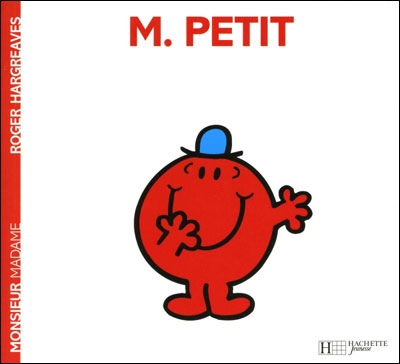 M. PETIT
ROGER HARGREAVES
MONSIEUR MADAME
H HACHETTE
Jeunesse